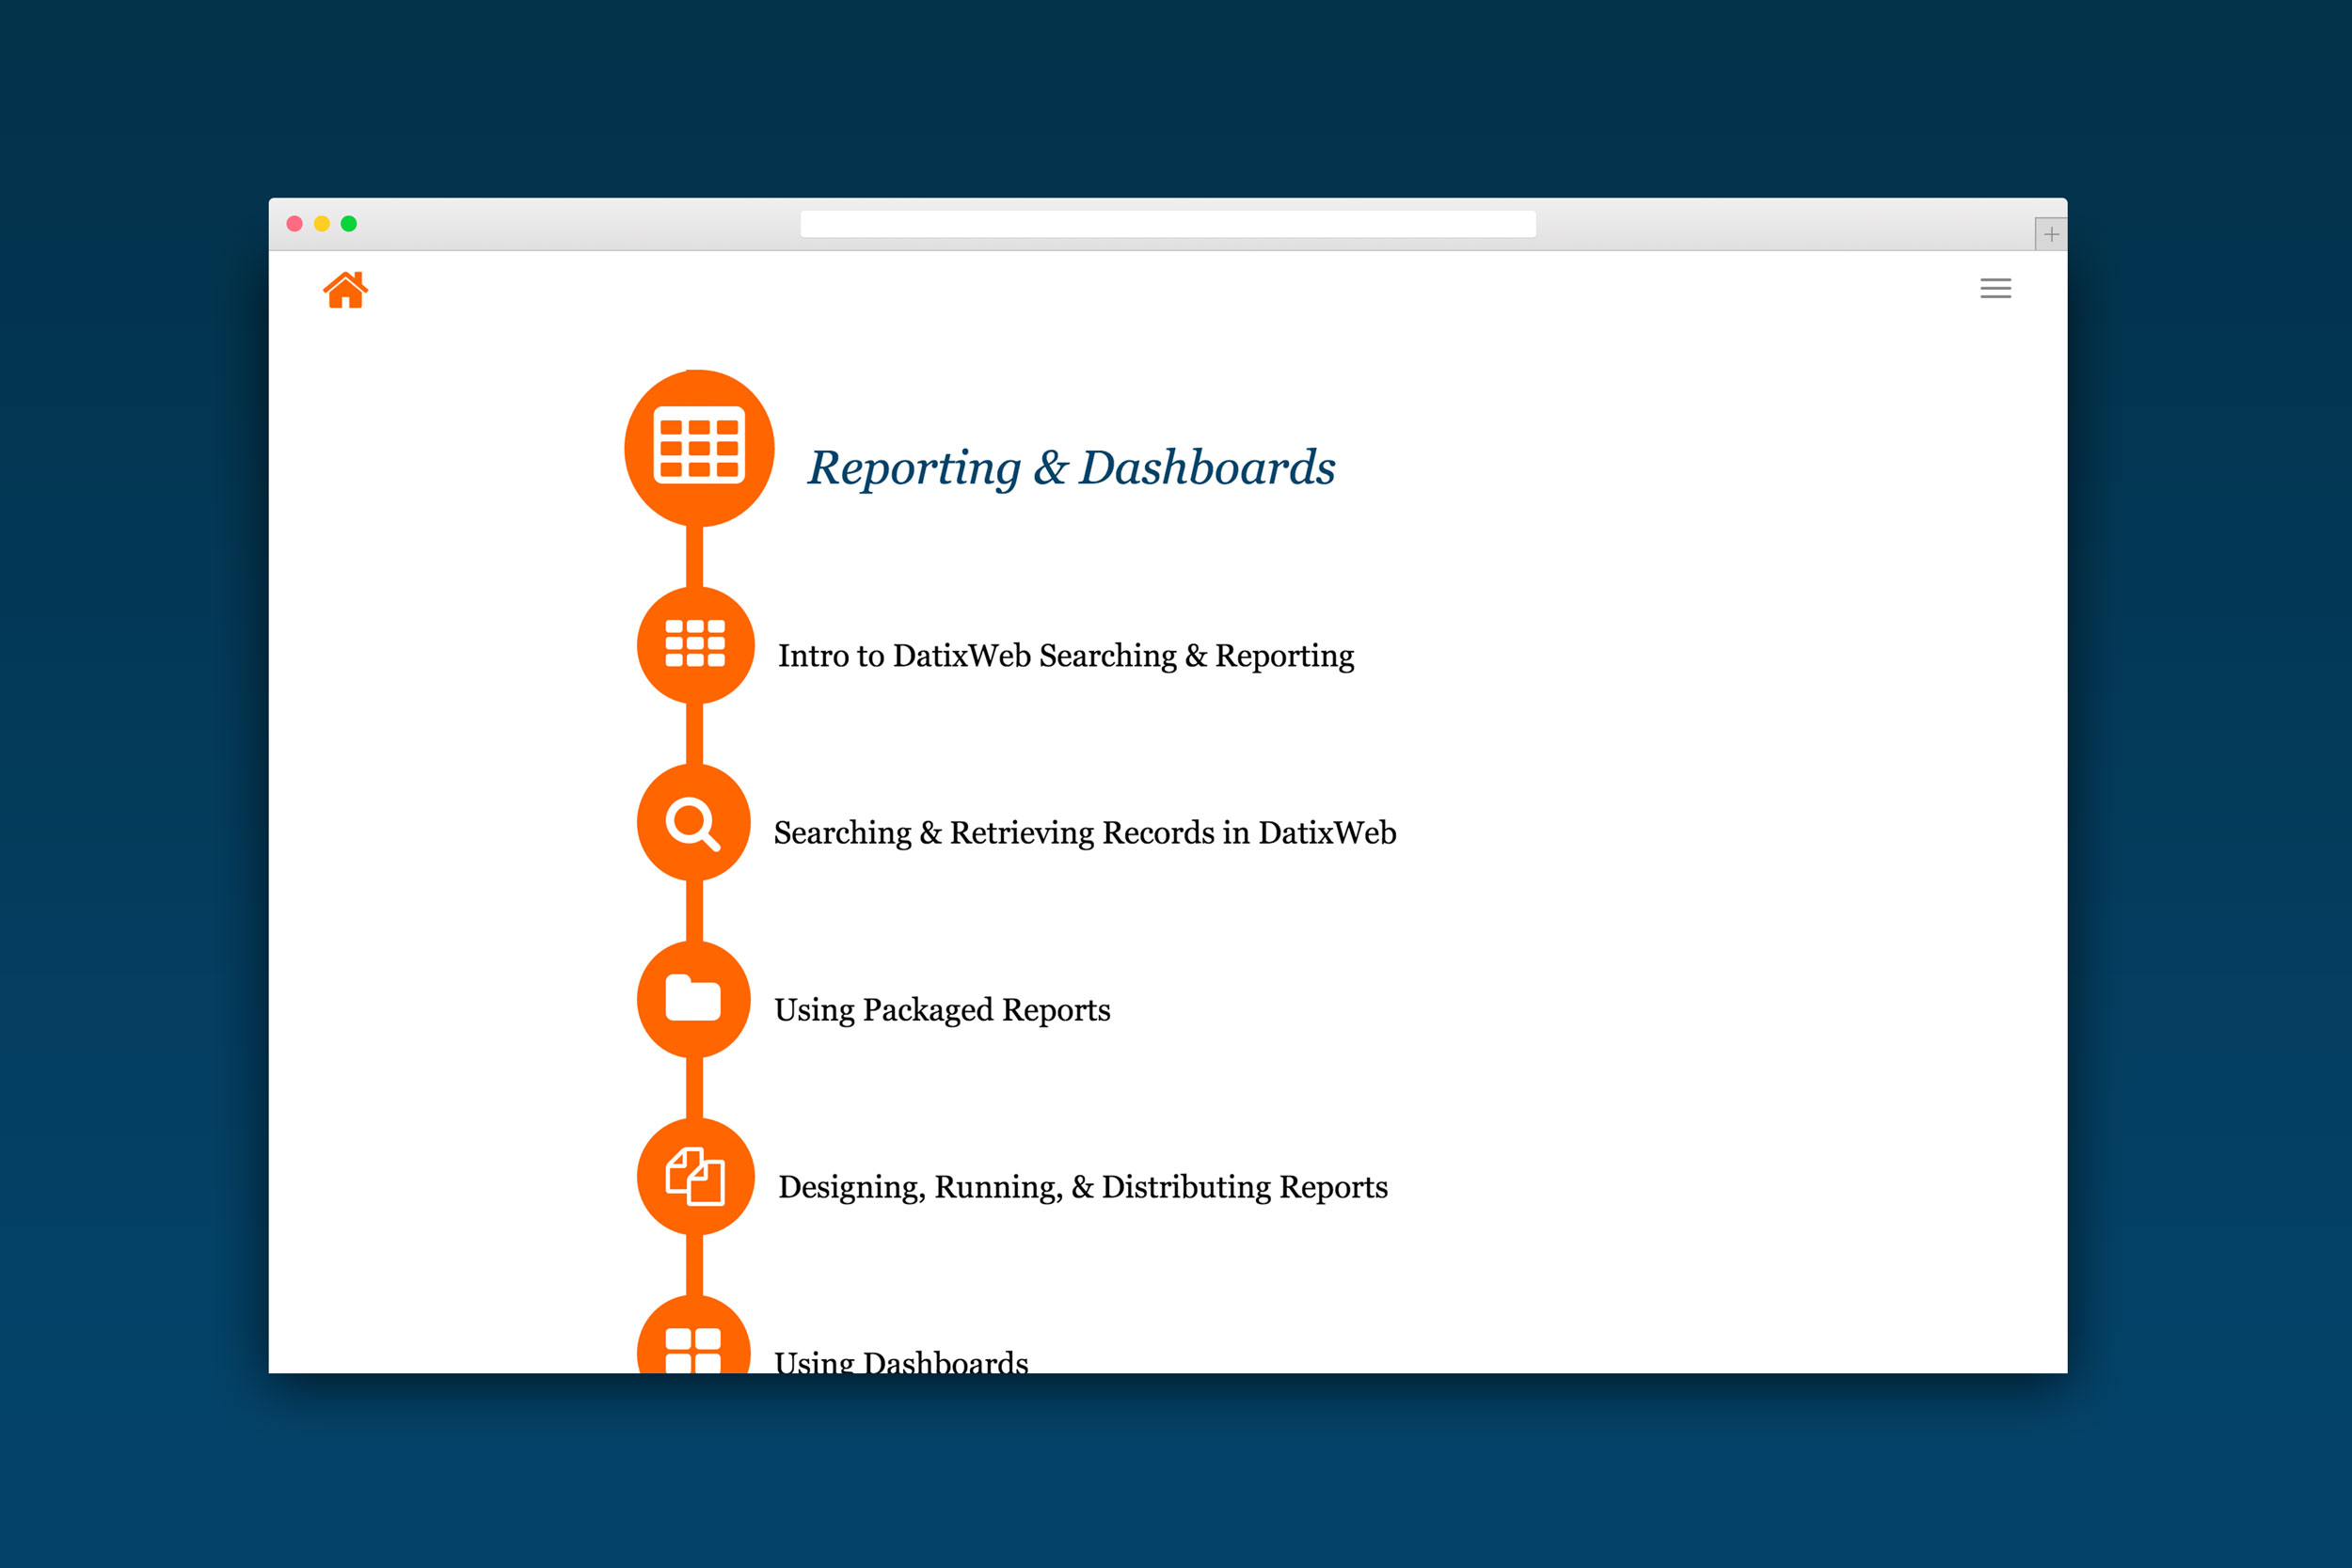 Reporting & Dashboards
Intro to DatixWeb Searching & Reporting
Searching & Retrieving Records in DatixWeb
Using Packaged Reports
Designing, Running, & Distributing Reports
Using Dashboards